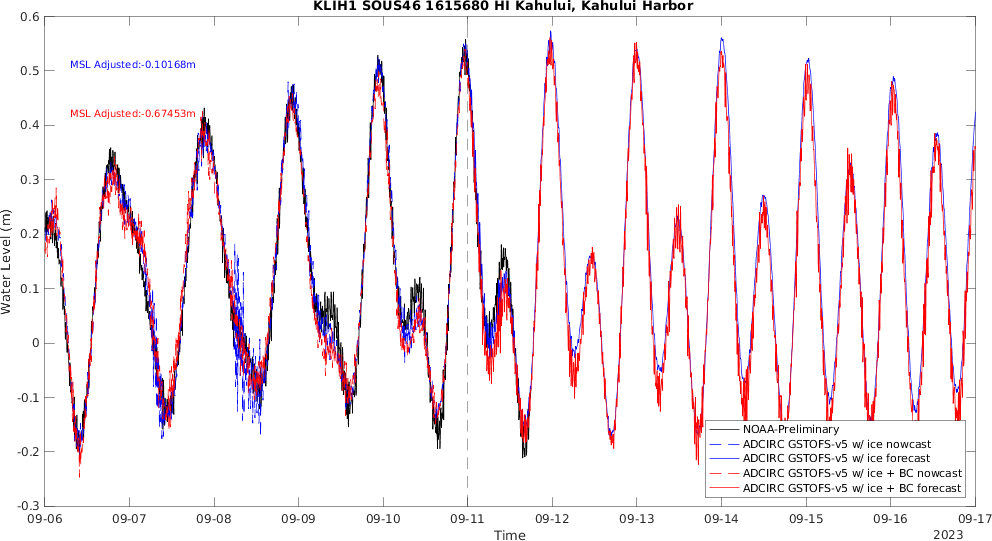 KLIH1 SOUS46 1615680 HI Kahului, Kahului Harbor
0.6
0.5
0.4
0.3
0.2
0.1
0
-0.1
-0.2
-0.3
Water Level (m)
MSL Adjusted:-0.10168m
MSL Adjusted:-0.67453m
NOAA-Preliminary
ADCIRC GSTOFS-v5 w/ ice nowcast
ADCIRC GSTOFS-v5 w/ ice forecast
ADCIRC GSTOFS-v5 w/ ice + BC nowcast
ADCIRC GSTOFS-v5 w/ ice + BC forecast
09-06 09-07 09-08 09-09 09-10 09-11 09-12 09-13 09-14 09-15 09-16 09-17
Time
2023